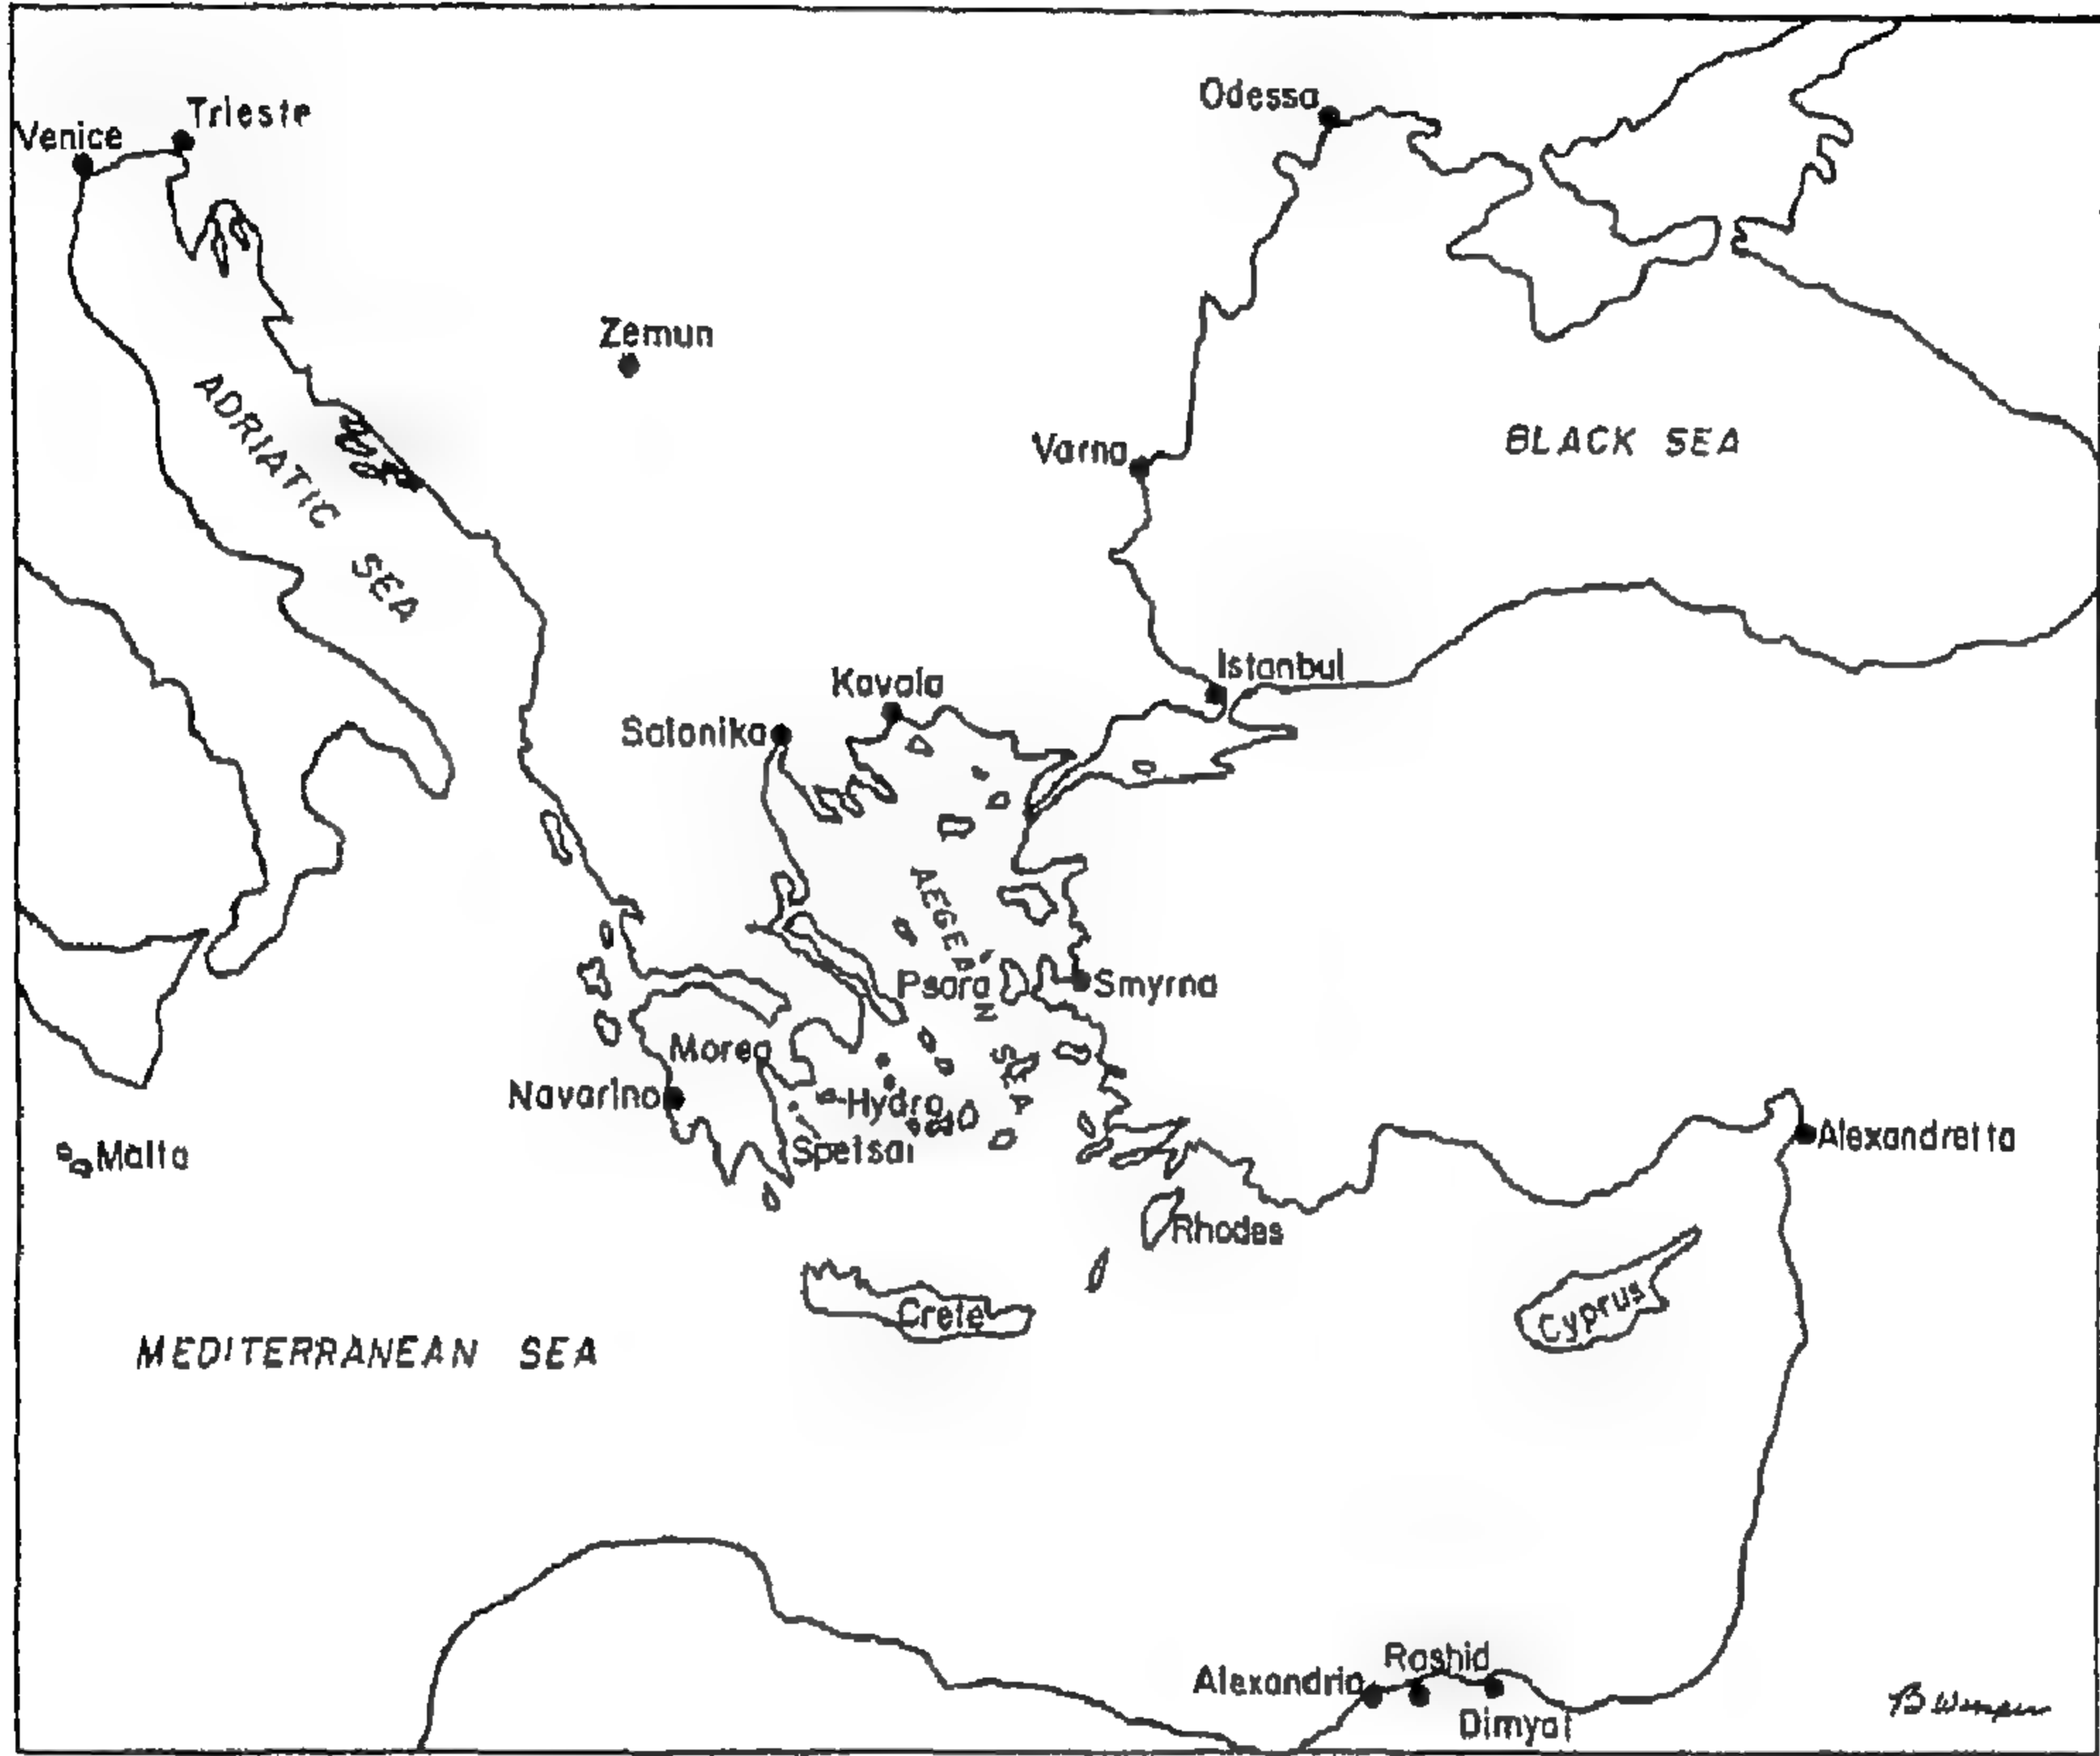 Odessa
Trieste
Venice
Zemun
ADRIATIC SEA
Varna
BLACK SEA
Istanbul
Kavala
Salonika
AEGEAN SEA
Psara
Smyrna
Morea
Navarino
Hydra
Spetsai
Malta
Alexandretta
Rhodes
Crete
Cyprus
MEDITERRANEAN SEA
Rashid
Alexandria
Dimyat